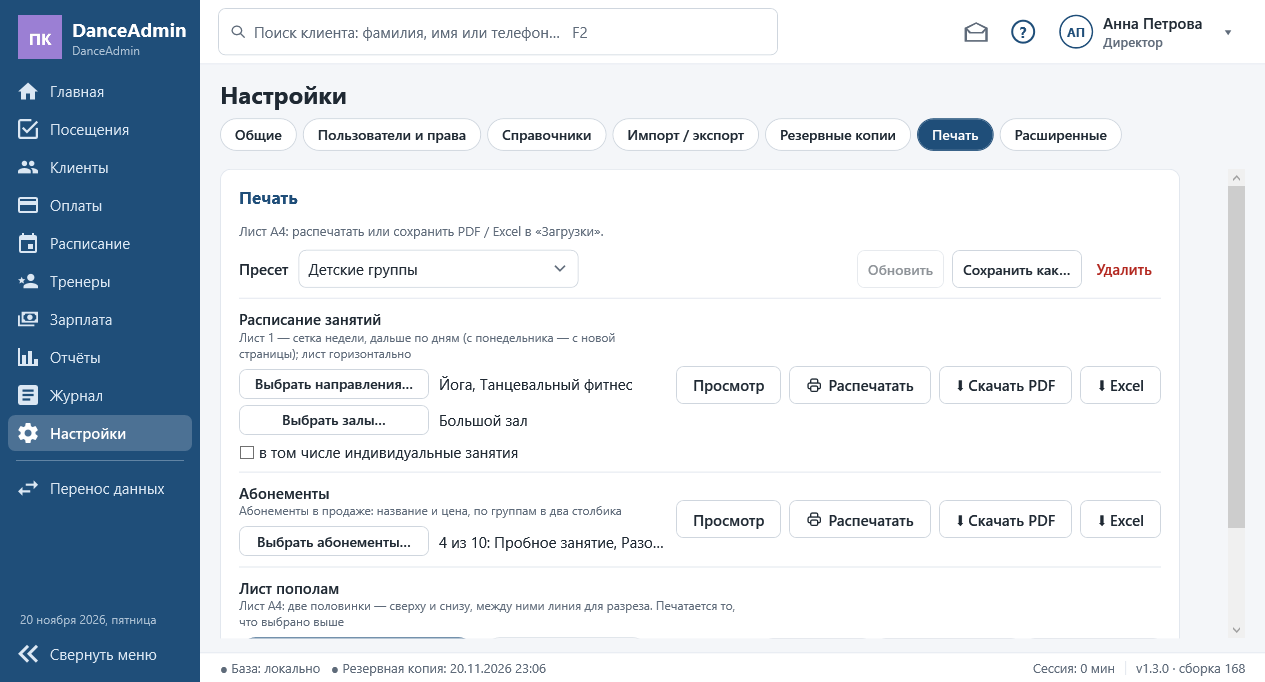 ПК
DanceAdmin
DanceAdmin
Главная
Посещения
Клиенты
Оплаты
Расписание
Тренеры
Зарплата
Отчёты
Журнал
Настройки
Перенос данных
20 ноября 2026, пятница
Свернуть меню
Поиск клиента: фамилия, имя или телефон... F2
?
АП
Анна Петрова
Директор
Настройки
Общие
Пользователи и права
Справочники
Импорт / экспорт
Резервные копии
Печать
Расширенные
Печать
Лист А4: распечатать или сохранить PDF / Excel в «Загрузки».
Пресет
Детские группы
Обновить
Сохранить как...
Удалить
Расписание занятий
Лист 1 — сетка недели, дальше по дням (с понедельника — с новой
страницы); лист горизонтально
Выбрать направления...
Йога, Танцевальный фитнес
Просмотр
Распечатать
⬇ Скачать PDF
⬇ Excel
Выбрать залы...
Большой зал
в том числе индивидуальные занятия
Абонементы
Абонементы в продаже: название и цена, по группам в два столбика
Выбрать абонементы...
4 из 10: Пробное занятие, Разо...
Просмотр
Распечатать
⬇ Скачать PDF
⬇ Excel
Лист пополам
Лист А4: две половинки — сверху и снизу, между ними линия для разреза. Печатается то,
что выбрано выше
● База: локально ● Резервная копия: 20.11.2026 23:06
Сессия: 0 мин
v1.3.0 · сборка 168